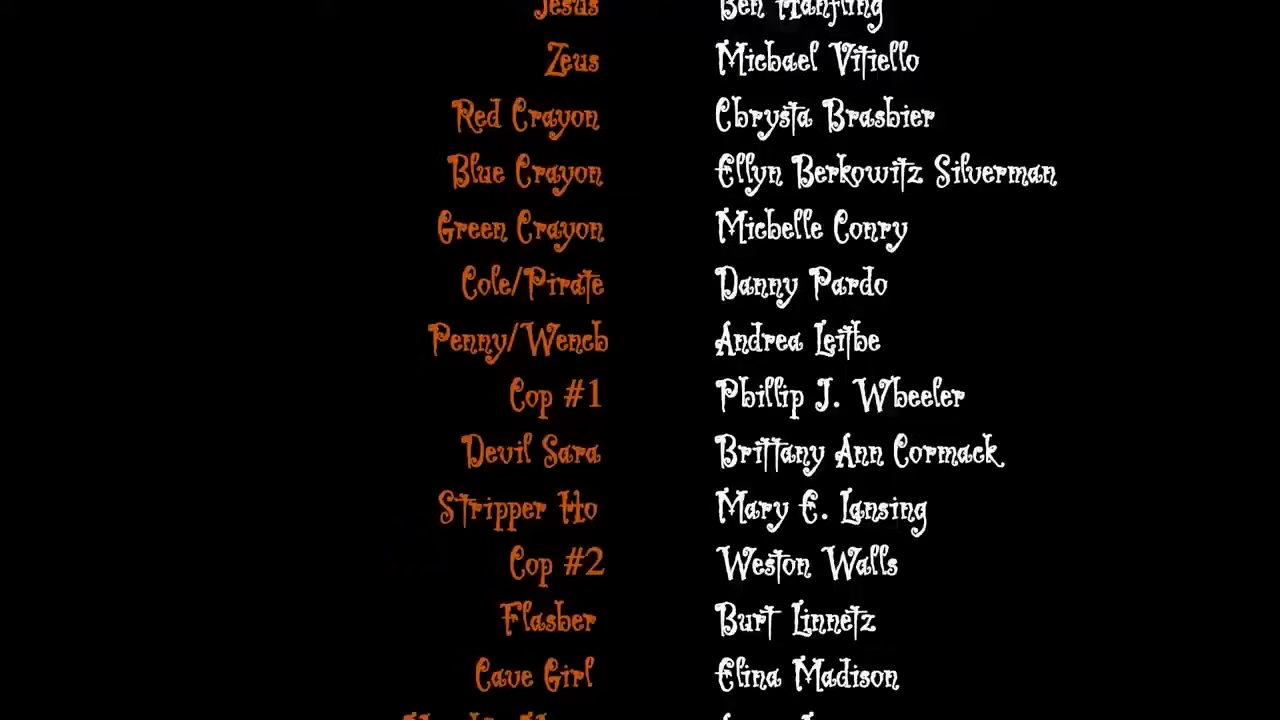 Jesus Ben Hanfling
Zeus Michael Vitiello
Red Crayon Chrysta Brashier
Blue Crayon Ellyn Berkowitz Silverman
Green Crayon Michelle Conry
Cole/Pirate Danny Pardo
Penny/Wench Andrea Leithe
Cop #1 Phillip J. Wheeler
Devil Sara Brittany Ann Cormack
Stripper Ho Mary E. Lansing
Cop #2 Weston Walls
Flasher Burt Linnetz
Cave Girl Elina Madison